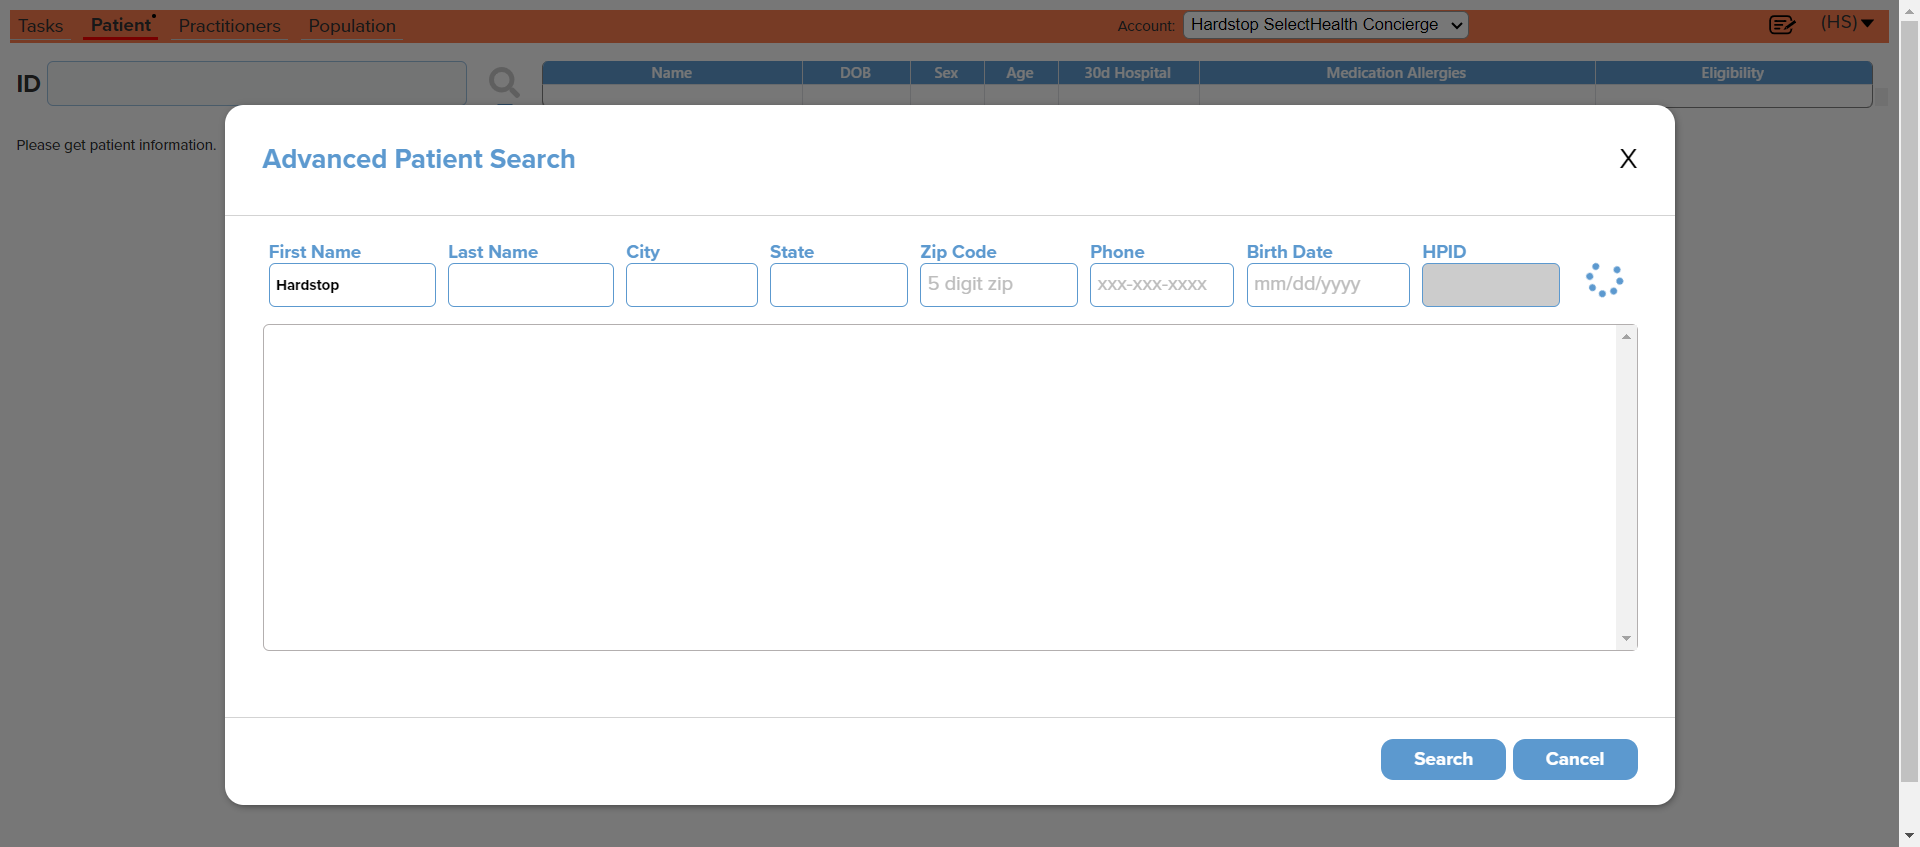 Tasks Patient Practitioners Population Account: Hardstop SelectHealth Concierge (HS)
ID Name DOB Sex Age 30d Hospital Medication Allergies Eligibility
Please get patient information.
Advanced Patient Search X
First Name Last Name City State Zip Code Phone Birth Date HPID
Hardstop 5 digit zip xxx-xxx-xxxx mm/dd/yyyy
Search Cancel